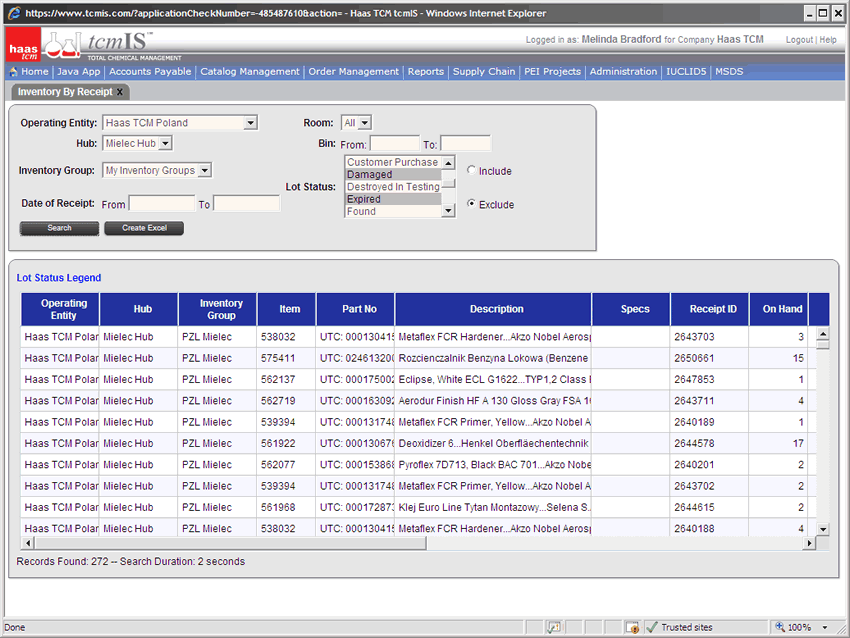 https://www.tcmis.com/?applicationCheckNumber=-485487610&action= - Haas TCM tcmIS - Windows Internet Explorer
haas tcm
tcmIS™
TOTAL CHEMICAL MANAGEMENT
Logged in as: Melinda Bradford for Company Haas TCM Logout | Help
Home | Java App | Accounts Payable | Catalog Management | Order Management | Reports | Supply Chain | PEI Projects | Administration | IUCLID5 | MSDS
Inventory By Receipt x
Operating Entity: Haas TCM Poland Room: All
Hub: Mielec Hub Bin: From: To:
Inventory Group: My Inventory Groups Lot Status: Customer Purchase
Damaged
Destroyed In Testing
Expired
Found
Include
Exclude
Date of Receipt: From To
Search Create Excel
Lot Status Legend
Operating Entity Hub Inventory Group Item Part No Description Specs Receipt ID On Hand
Haas TCM Polar Mielec Hub PZL Mielec 538032 UTC: 000130415 Metaflex FCR Hardener...Akzo Nobel Aerosp 2643703 3
Haas TCM Polar Mielec Hub PZL Mielec 575411 UTC: 024613200 Rozcienczalnik Benzyna Lokowa (Benzene 2650661 15
Haas TCM Polar Mielec Hub PZL Mielec 562137 UTC: 000175002 Eclipse, White ECL G1622...TYP1,2 Class 2647853 1
Haas TCM Polar Mielec Hub PZL Mielec 562719 UTC: 000163092 Aerodur Finish HF A 130 Gloss Gray FSA 16 2643711 4
Haas TCM Polar Mielec Hub PZL Mielec 539394 UTC: 000131748 Metaflex FCR Primer, Yellow...Akzo Nobel A 2640189 1
Haas TCM Polar Mielec Hub PZL Mielec 561922 UTC: 000130676 Deoxidizer 6...Henkel Oberfläechentechnik 2644578 17
Haas TCM Polar Mielec Hub PZL Mielec 562077 UTC: 000153868 Pyroflex 7D713, Black BAC 701...Akzo Nobe 2640201 2
Haas TCM Polar Mielec Hub PZL Mielec 539394 UTC: 000131748 Metaflex FCR Primer, Yellow...Akzo Nobel A 2643702 2
Haas TCM Polar Mielec Hub PZL Mielec 561968 UTC: 000172873 Klej Euro Line Tytan Montazowy...Selena S. 2644615 2
Haas TCM Polar Mielec Hub PZL Mielec 538032 UTC: 000130415 Metaflex FCR Hardener...Akzo Nobel Aerosp 2640188 4
Records Found: 272 -- Search Duration: 2 seconds
Done Trusted sites 100%